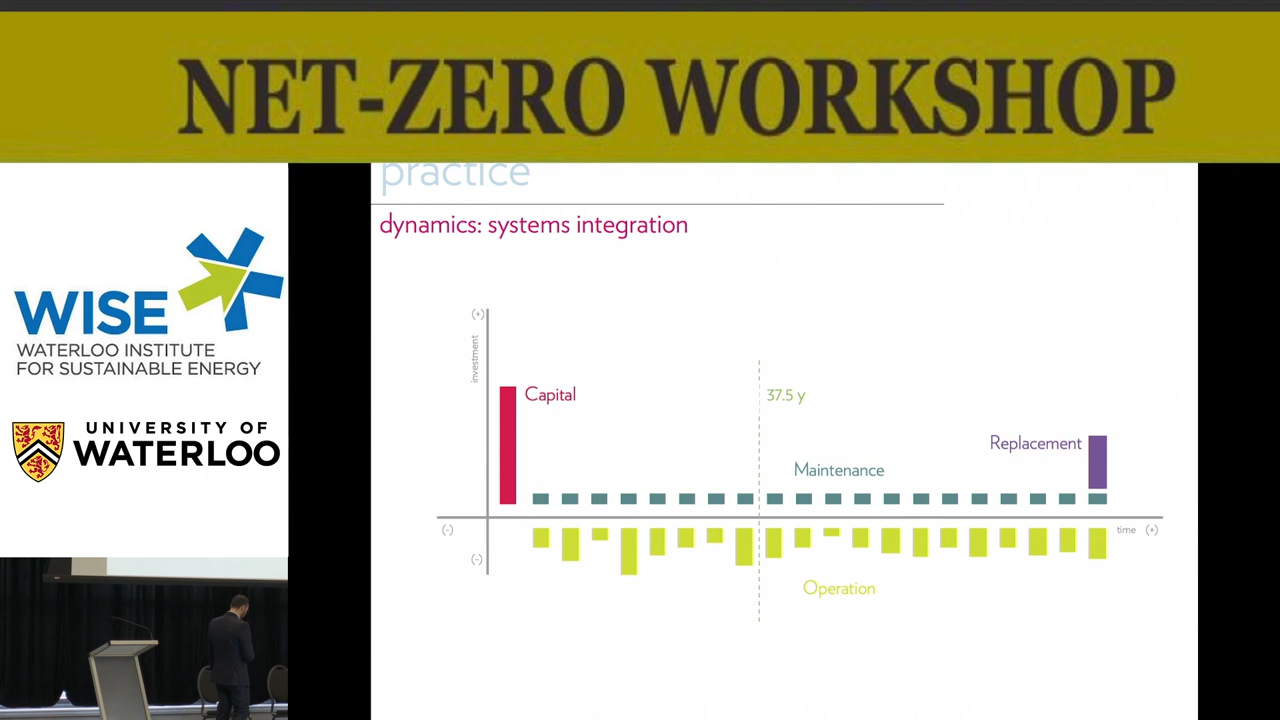 NET-ZERO WORKSHOP
practice
dynamics: systems integration
WISE
WATERLOO INSTITUTE
FOR SUSTAINABLE ENERGY
UNIVERSITY OF
WATERLOO
(+)
investment
Capital
37.5 y
Replacement
Maintenance
(-)
time (+)
(-)
Operation